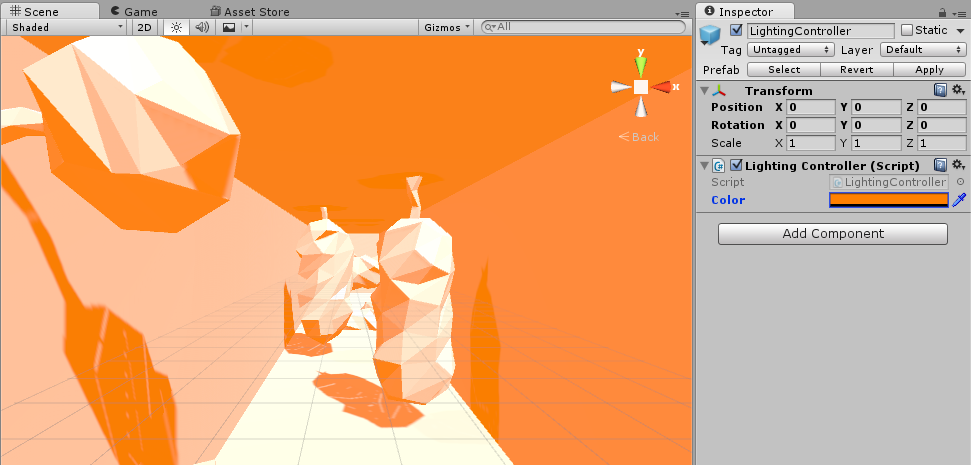 Scene Game Asset Store
Shaded 2D Gizmos All
y
x
Back
Inspector
LightingController Static
Tag Untagged Layer Default
Prefab Select Revert Apply
Transform
Position X 0 Y 0 Z 0
Rotation X 0 Y 0 Z 0
Scale X 1 Y 1 Z 1
Lighting Controller (Script)
Script LightingController
Color
Add Component